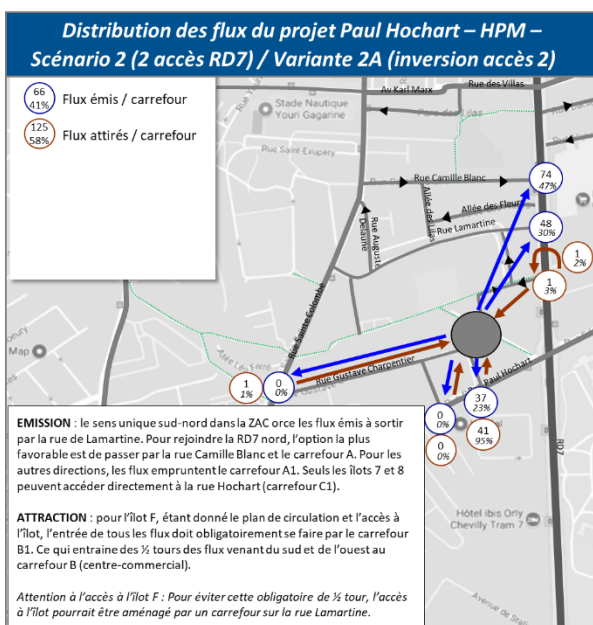 Distribution des flux du projet Paul Hochart – HPM –
Scénario 2 (2 accès RD7) / Variante 2A (inversion accès 2)
66
41%
Flux émis / carrefour
125
58%
Flux attirés / carrefour
Av Karl Marx
Rue des Villas
Stade Nautique
Youri Gagarine
Parc des Lilas
Rue Saint-Exupéry
Rue Camille Blanc
74
47%
Allée des Lilas
Allée des Fleurs
Rue Auguste
Delaune
Rue Lamartine
48
30%
1
2%
1
3%
Rue Sainte Colombe
Map
Rue Gustave Charpentier
Paul Hochart
1
1%
0
0%
37
23%
0
0%
41
95%
0
0%
RD7
EMISSION : le sens unique sud-nord dans la ZAC orce les flux émis à sortir
par la rue de Lamartine. Pour rejoindre la RD7 nord, l'option la plus
favorable est de passer par la rue Camille Blanc et le carrefour A. Pour les
autres directions, les flux empruntent le carrefour A1. Seuls les îlots 7 et 8
peuvent accéder directement à la rue Hochart (carrefour C1).
ATTRACTION : pour l'îlot F, étant donné le plan de circulation et l'accès à
l'îlot, l'entrée de tous les flux doit obligatoirement se faire par le carrefour
B1. Ce qui entraine des ½ tours des flux venant du sud et de l'ouest au
carrefour B (centre-commercial).
Attention à l'accès à l'îlot F : Pour éviter cette obligatoire de ½ tour, l'accès
à l'îlot pourrait être aménagé par un carrefour sur la rue Lamartine.
Hôtel ibis Orly
Chevilly Tram 7
Avenue de